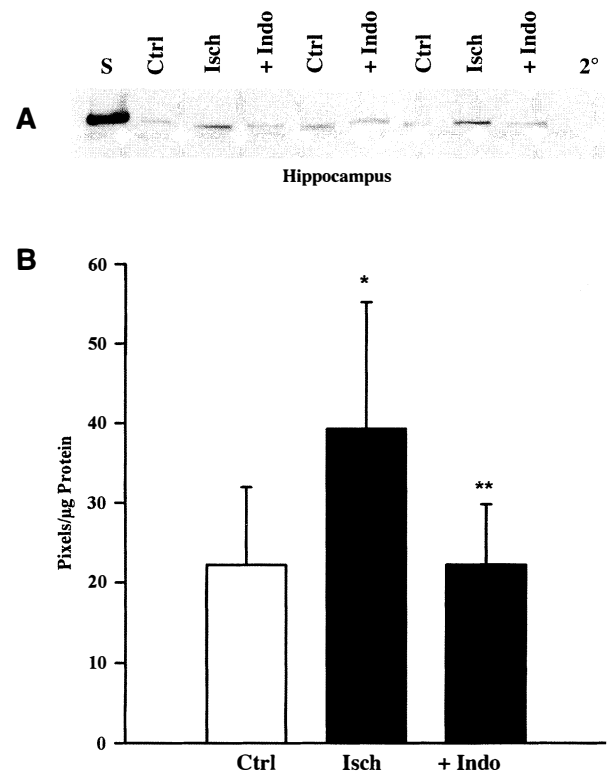 S Ctrl Isch + Indo Ctrl + Indo Ctrl Isch + Indo 2°
A
Hippocampus
B
60
*
50
40
**
30
20
10
0
Pixels/µg Protein
Ctrl Isch + Indo